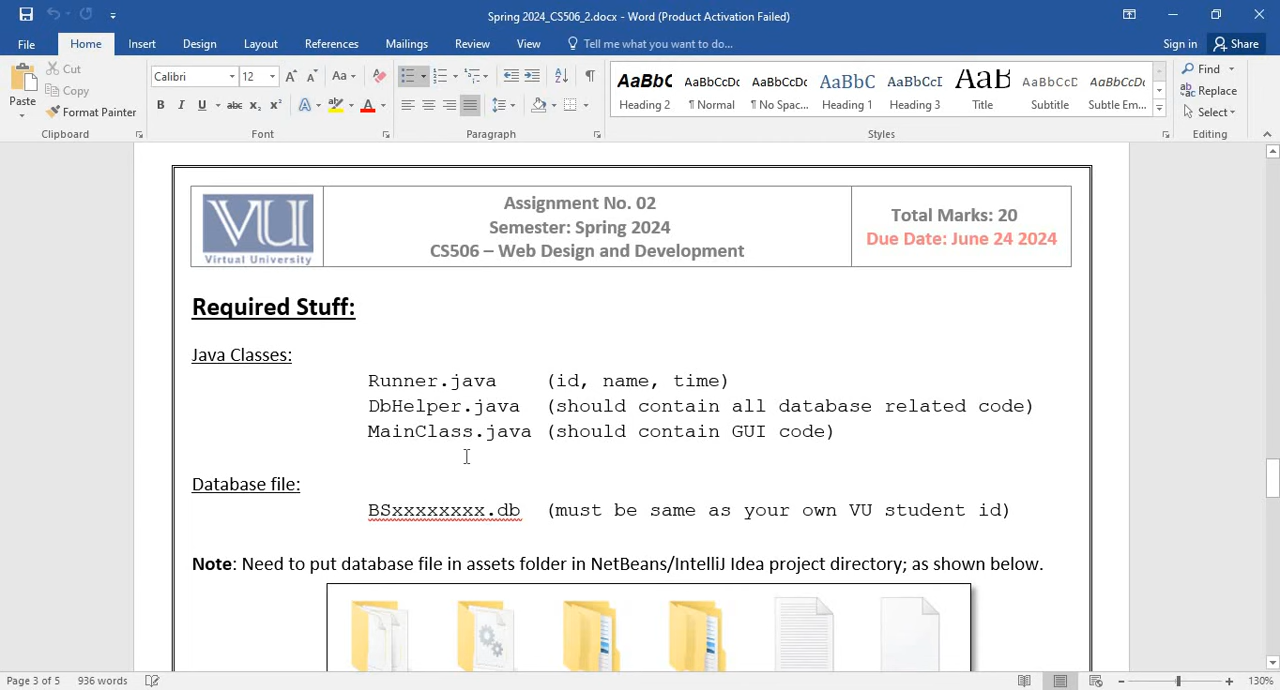 Spring 2024_CS506_2.docx - Word (Product Activation Failed)
File Home Insert Design Layout References Mailings Review View Tell me what you want to do... Sign in Share
Paste
Cut
Copy
Format Painter
Calibri 12
Clipboard Font Paragraph Styles Editing
AaBbC AaBbCcDc AaBbCcDc AaBbC AaBbCcI AaB AaBbCcD AaBbCcD
Heading 2 ¶ Normal ¶ No Spac... Heading 1 Heading 3 Title Subtitle Subtle Em...
Find
Replace
Select
VU
Virtual University
Assignment No. 02
Semester: Spring 2024
CS506 – Web Design and Development
Total Marks: 20
Due Date: June 24 2024
Required Stuff:
Java Classes:
Runner.java (id, name, time)
DbHelper.java (should contain all database related code)
MainClass.java (should contain GUI code)
Database file:
BSxxxxxxxx.db (must be same as your own VU student id)
Note: Need to put database file in assets folder in NetBeans/IntelliJ Idea project directory; as shown below.
Page 3 of 5 936 words 130%